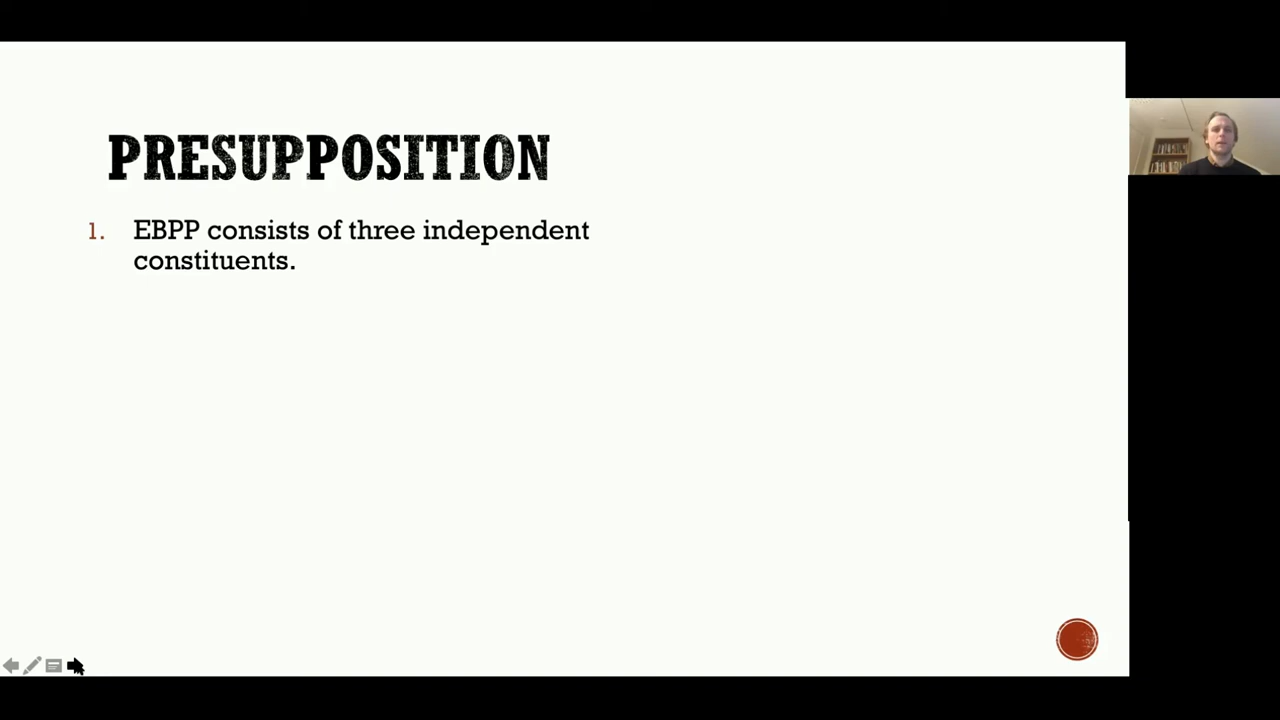 PRESUPPOSITION
1. EBPP consists of three independent
constituents.